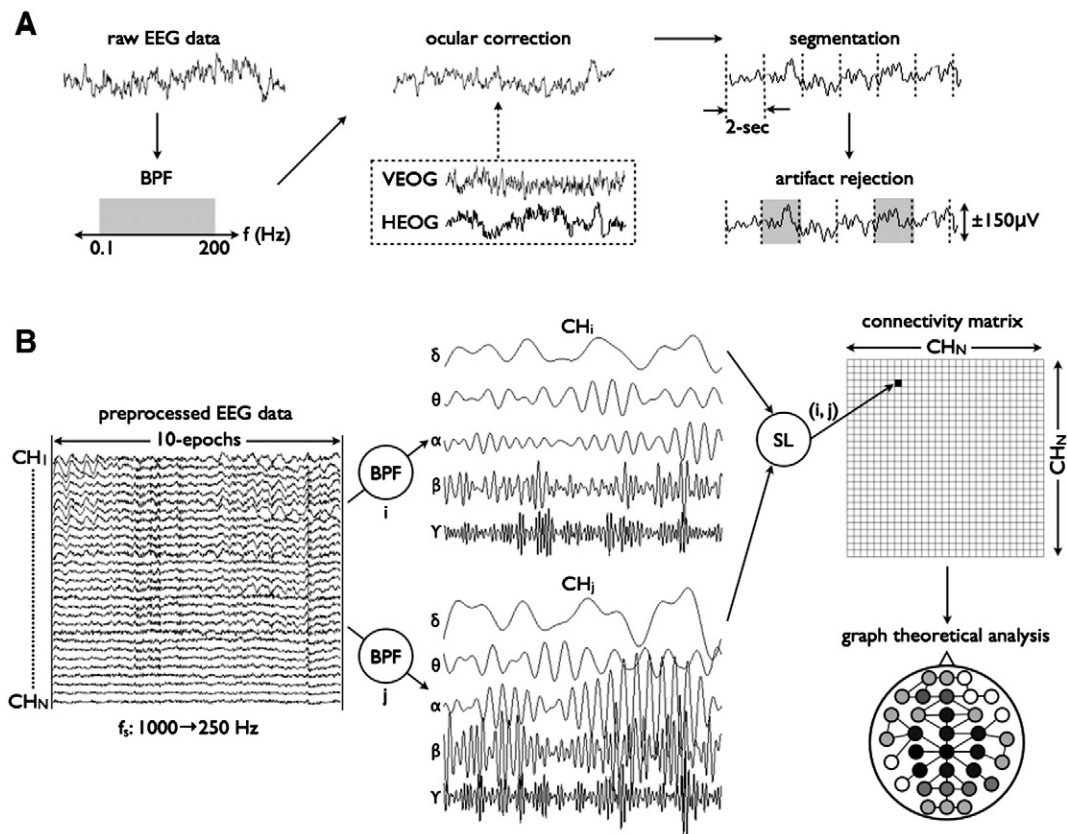 A
raw EEG data
ocular correction
segmentation
2-sec
BPF
0.1
200
f (Hz)
VEOG
HEOG
artifact rejection
±150μV
B
preprocessed EEG data
10-epochs
CH1
CHN
fs: 1000→250 Hz
BPF
i
BPF
j
CHi
δ
θ
α
β
γ
CHj
δ
θ
α
β
γ
SL
(i, j)
connectivity matrix
CHN
CHN
graph theoretical analysis